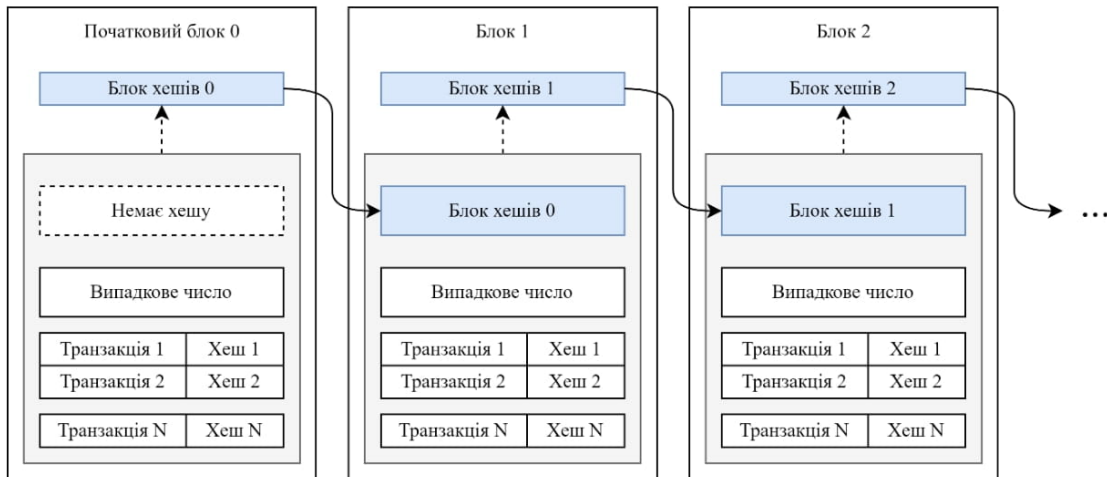 Початковий блок 0
Блок хешів 0
Немає хешу
Випадкове число
Транзакція 1 Хеш 1
Транзакція 2 Хеш 2
Транзакція N Хеш N
Блок 1
Блок хешів 1
Блок хешів 0
Випадкове число
Транзакція 1 Хеш 1
Транзакція 2 Хеш 2
Транзакція N Хеш N
Блок 2
Блок хешів 2
Блок хешів 1
Випадкове число
Транзакція 1 Хеш 1
Транзакція 2 Хеш 2
Транзакція N Хеш N
...